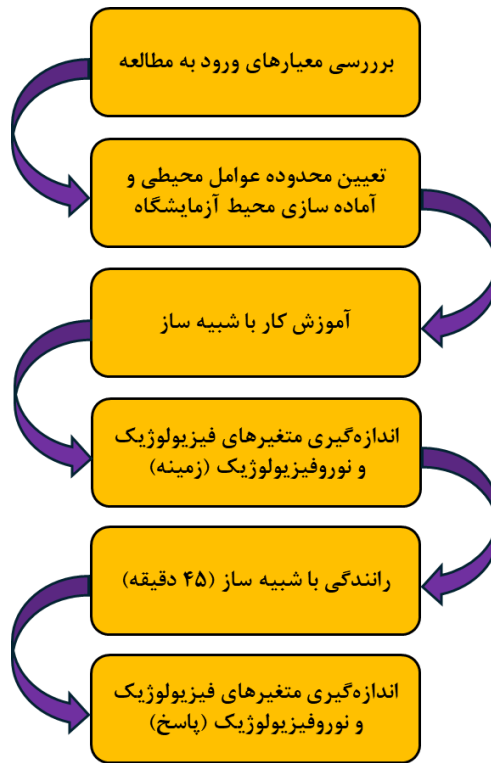 بررررسی معیارهای ورود به مطالعه
تعیین محدوده عوامل محیطی و
آماده سازی محیط آزمایشگاه
آموزش کار با شبیه ساز
اندازه‌گیری متغیرهای فیزیولوژیک
و نوروفیزیولوژیک (زمینه)
رانندگی با شبیه ساز (۴۵ دقیقه)
اندازه‌گیری متغیرهای فیزیولوژیک
و نوروفیزیولوژیک (پاسخ)